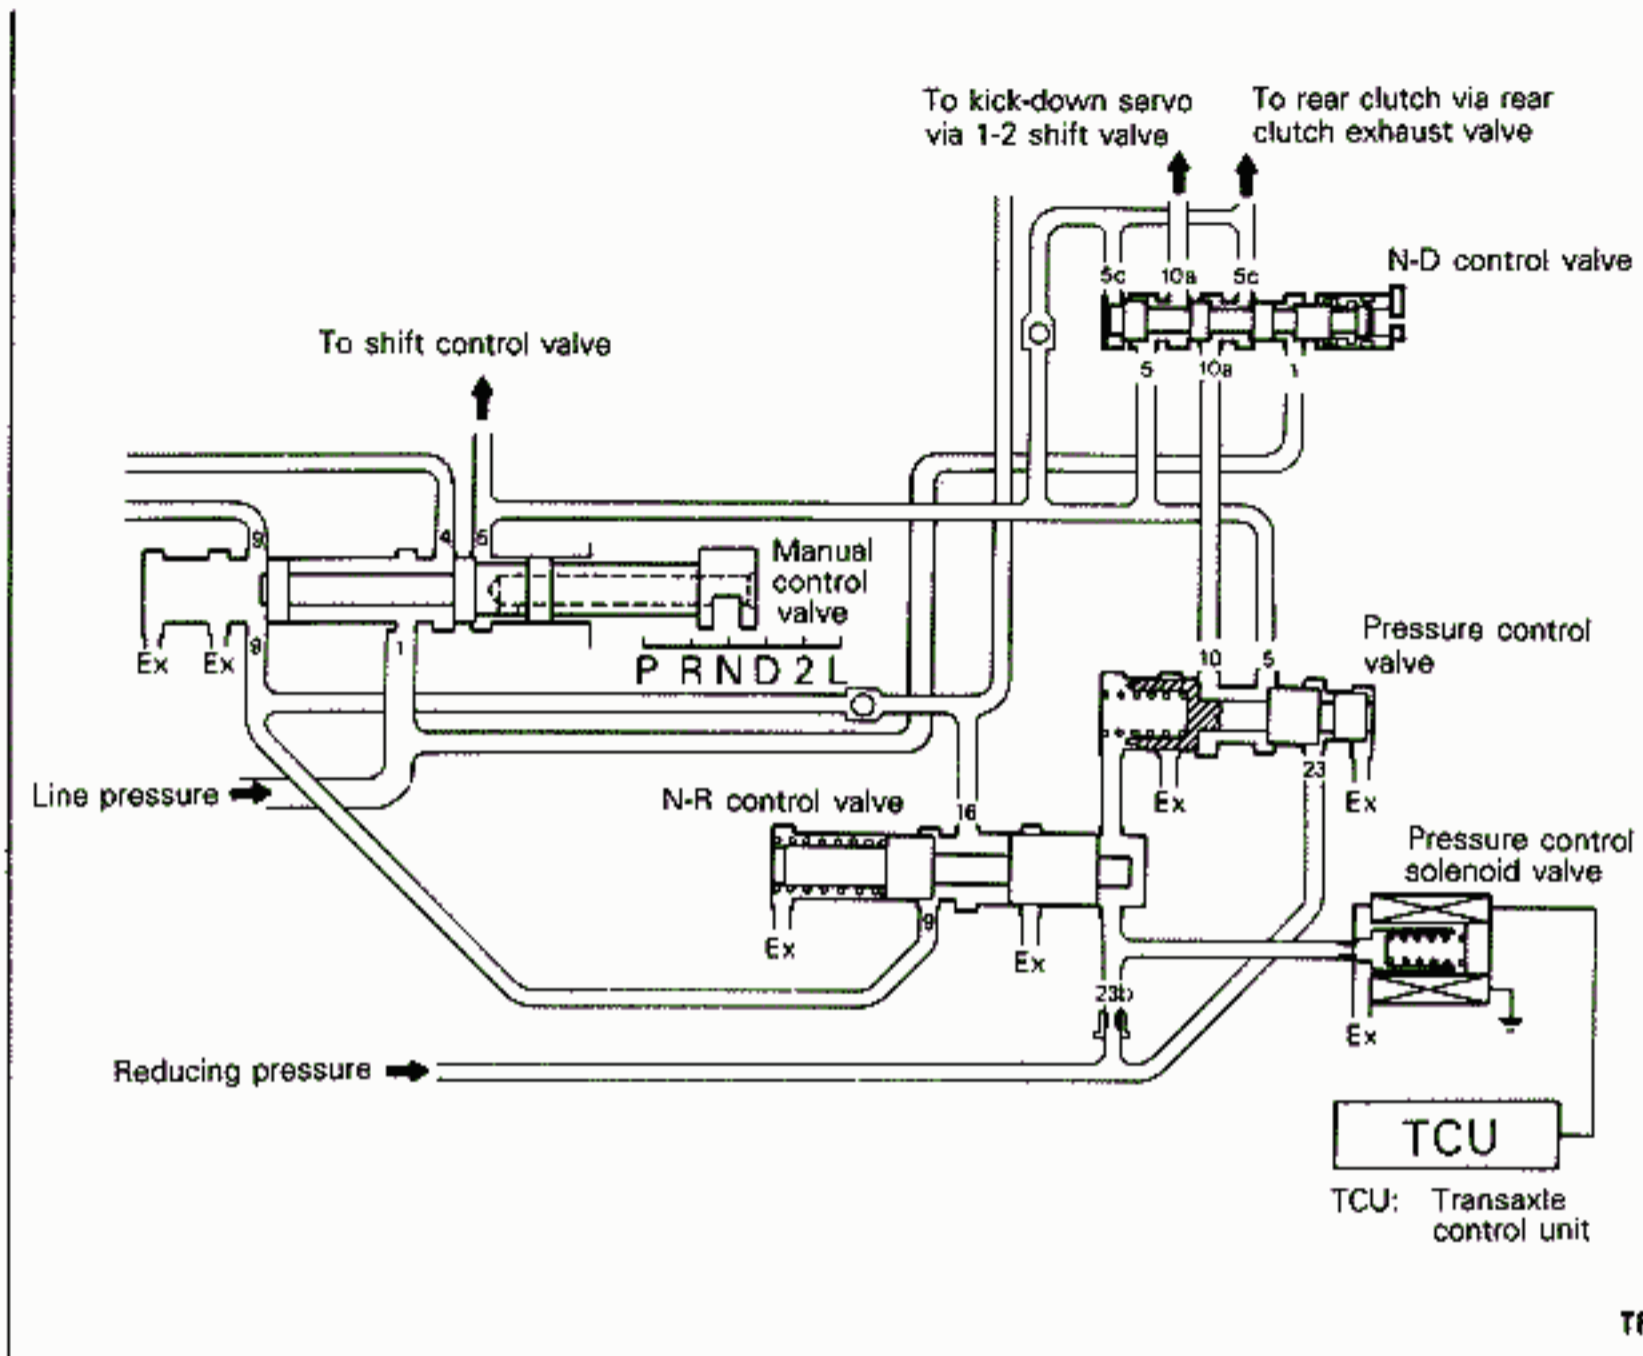 To kick-down servo
via 1-2 shift valve
To rear clutch via rear
clutch exhaust valve
N-D control valve
5c
10a
5c
To shift control valve
5
10a
1
9
4
5
Manual
control
valve
Ex
Ex
9
1
P R N D 2 L
10
5
Pressure control
valve
Line pressure
N-R control valve
16
23
Ex
Ex
Pressure control
solenoid valve
9
Ex
Ex
23b
Ex
Reducing pressure
TCU
TCU: Transaxle
control unit